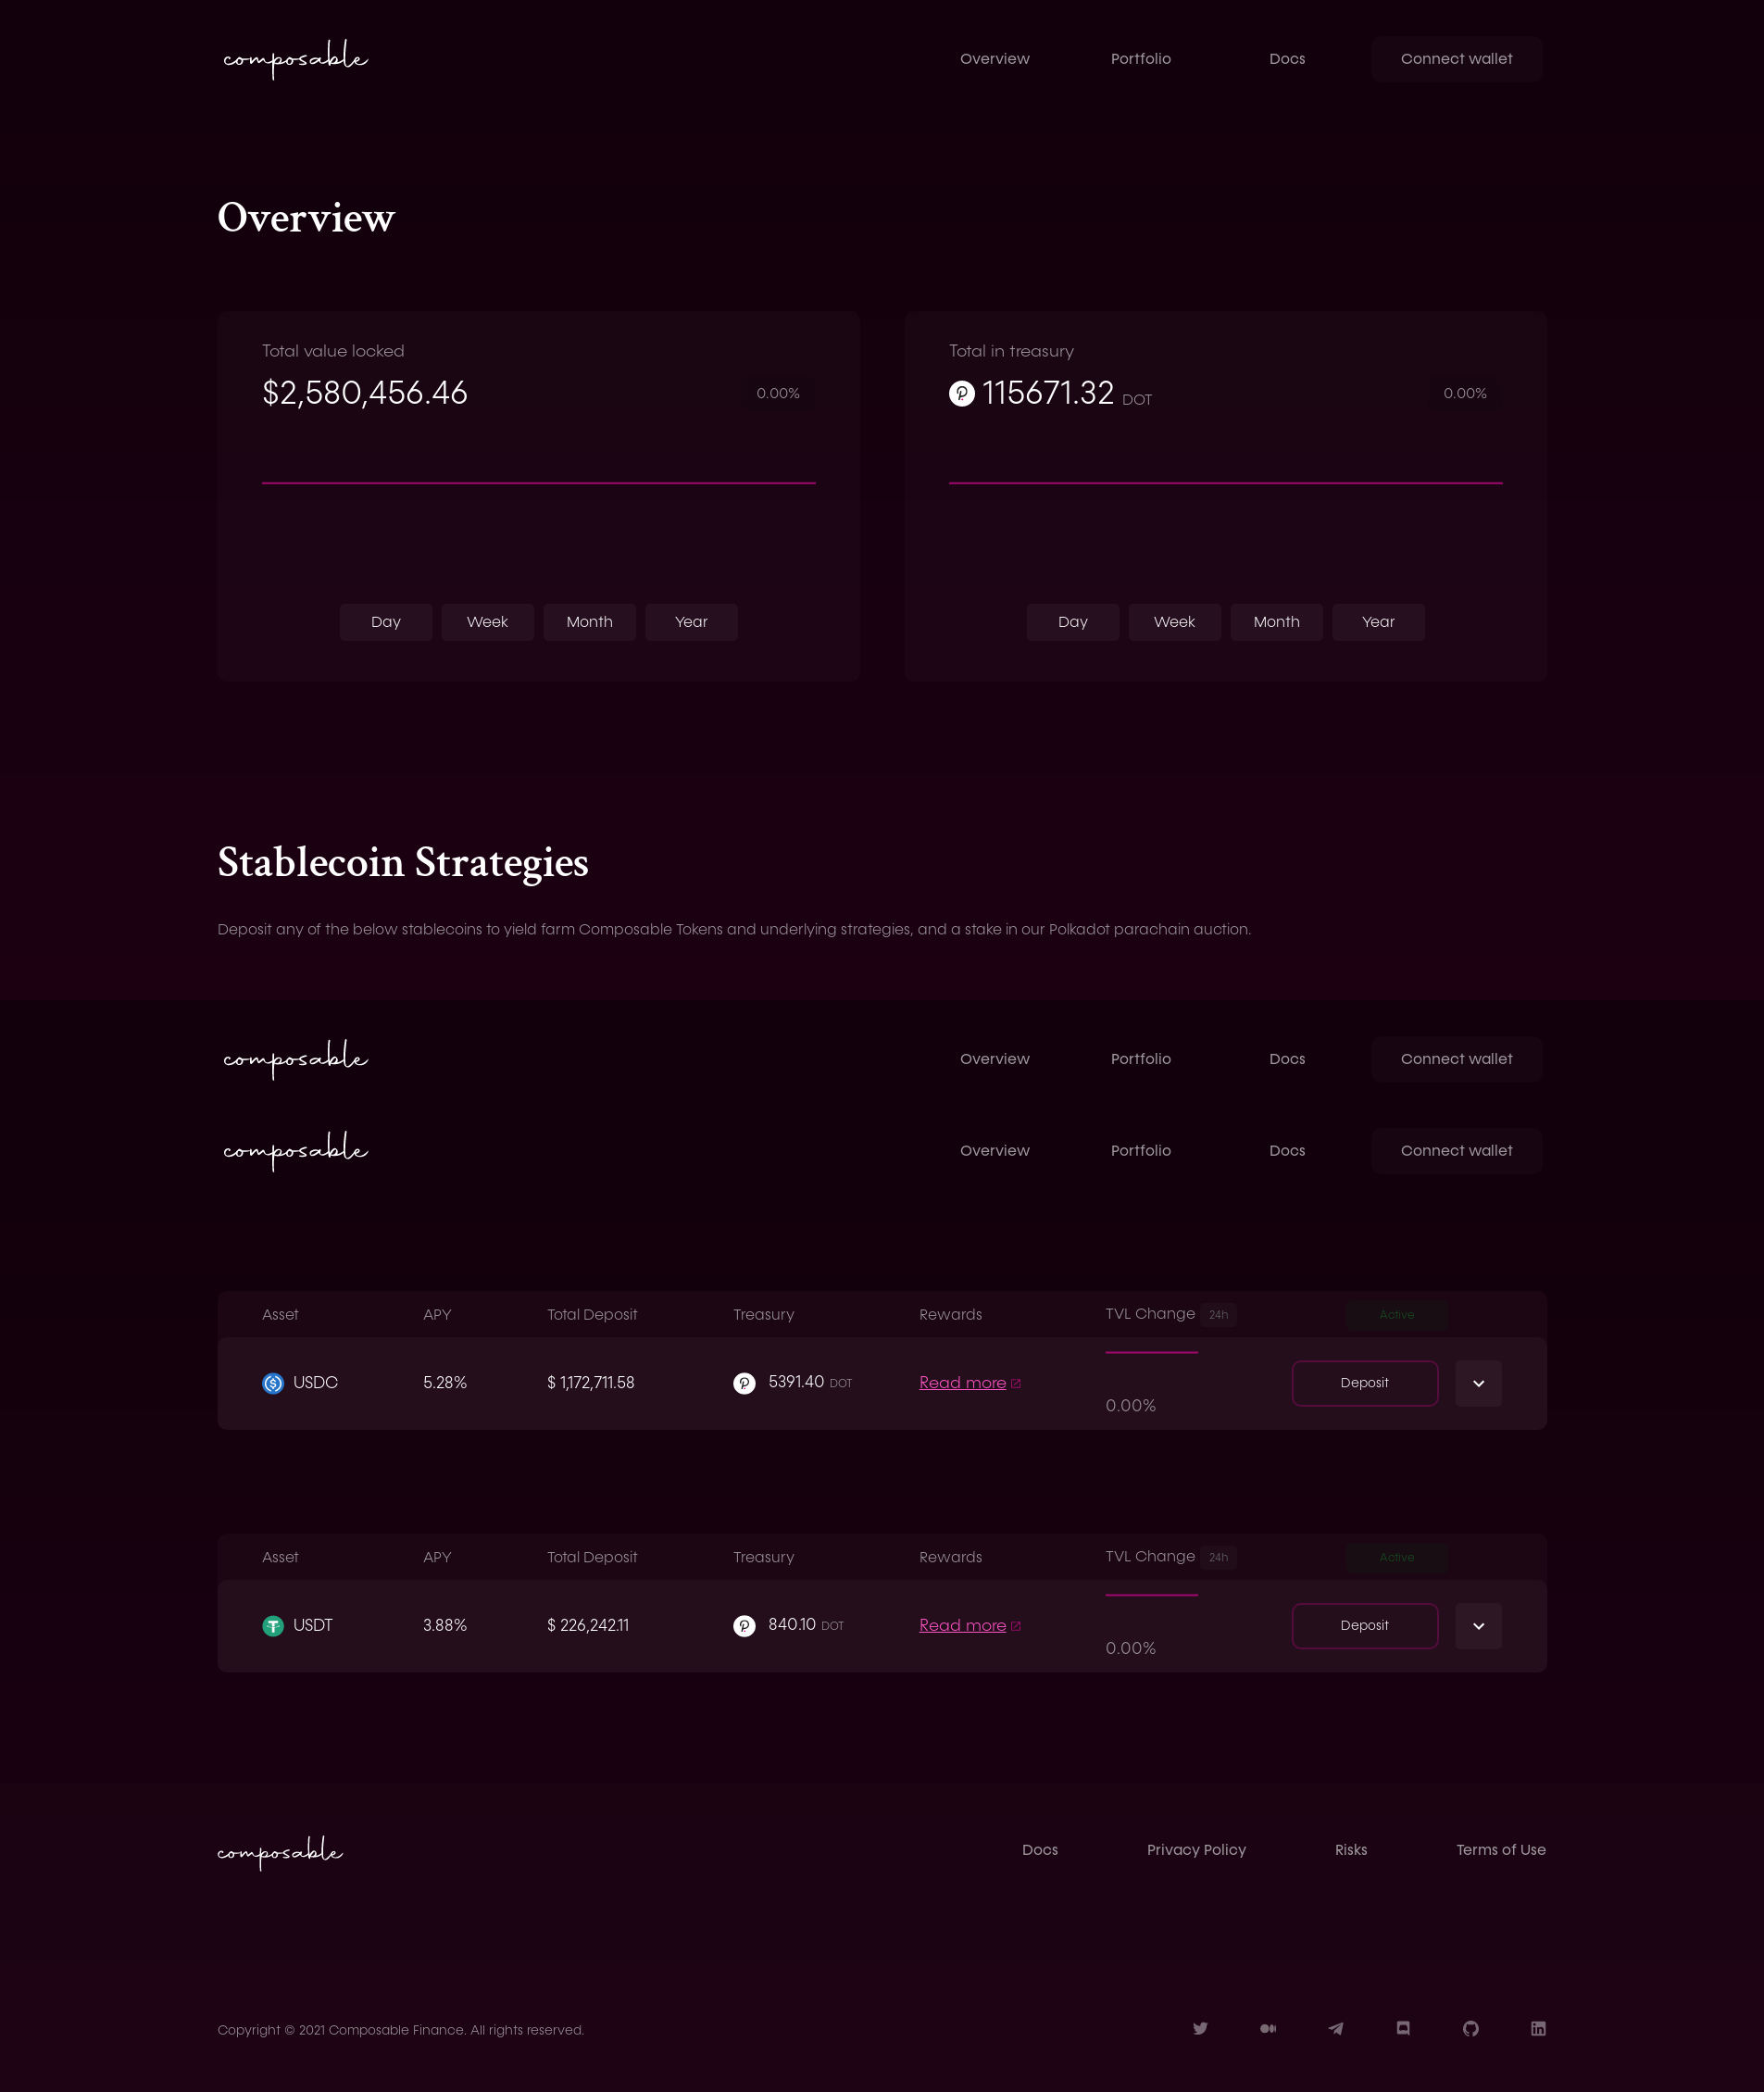 composable Overview Portfolio Docs Connect wallet
Overview
Total value locked
$2,580,456.46 0.00%
Day Week Month Year
Total in treasury
115671.32 DOT 0.00%
Day Week Month Year
Stablecoin Strategies
Deposit any of the below stablecoins to yield farm Composable Tokens and underlying strategies, and a stake in our Polkadot parachain auction.
composable Overview Portfolio Docs Connect wallet
composable Overview Portfolio Docs Connect wallet
Asset APY Total Deposit Treasury Rewards TVL Change 24h Active
USDC 5.28% $ 1,172,711.58 5391.40 DOT Read more 0.00% Deposit
Asset APY Total Deposit Treasury Rewards TVL Change 24h Active
USDT 3.88% $ 226,242.11 840.10 DOT Read more 0.00% Deposit
composable Docs Privacy Policy Risks Terms of Use
Copyright © 2021 Composable Finance. All rights reserved.